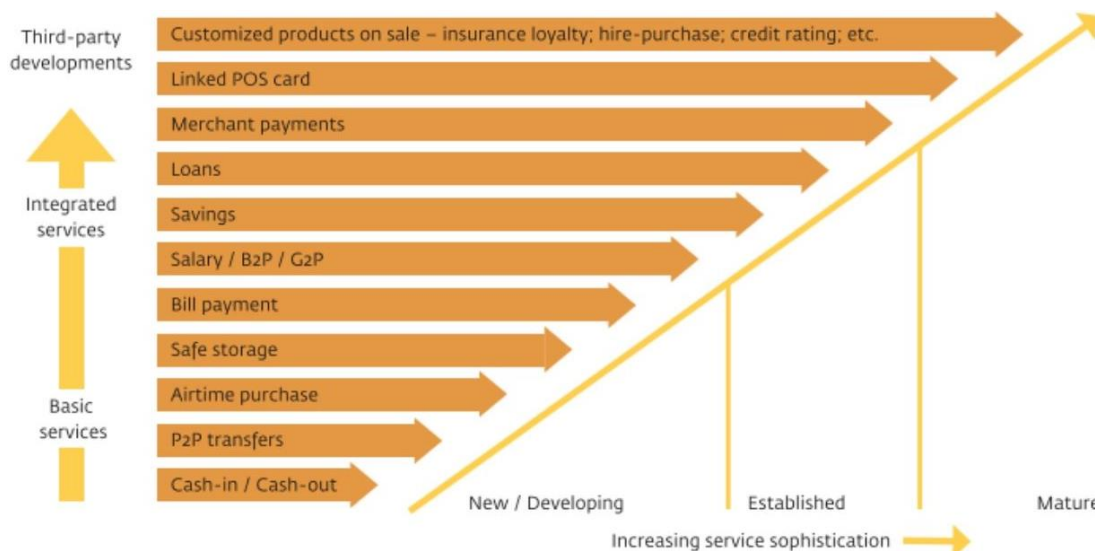 Third-party
developments
Integrated
services
Basic
services
Customized products on sale – insurance loyalty; hire-purchase; credit rating; etc.
Linked POS card
Merchant payments
Loans
Savings
Salary / B2P / G2P
Bill payment
Safe storage
Airtime purchase
P2P transfers
Cash-in / Cash-out
New / Developing
Established
Mature
Increasing service sophistication